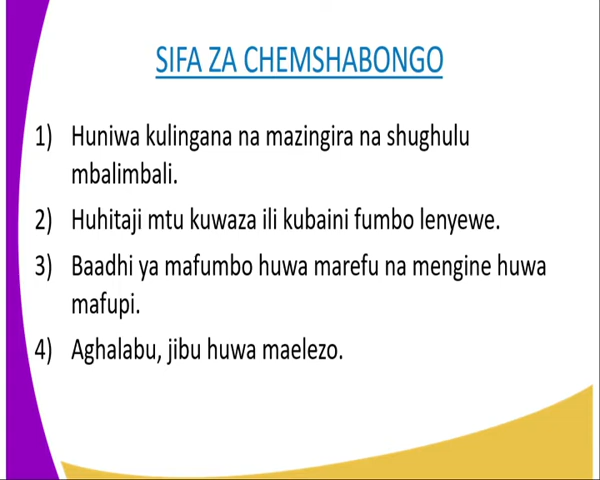 SIFA ZA CHEMSHABONGO
1) Huniwa kulingana na mazingira na shughulu
mbalimbali.
2) Huhitaji mtu kuwaza ili kubaini fumbo lenyewe.
3) Baadhi ya mafumbo huwa marefu na mengine huwa
mafupi.
4) Aghalabu, jibu huwa maelezo.